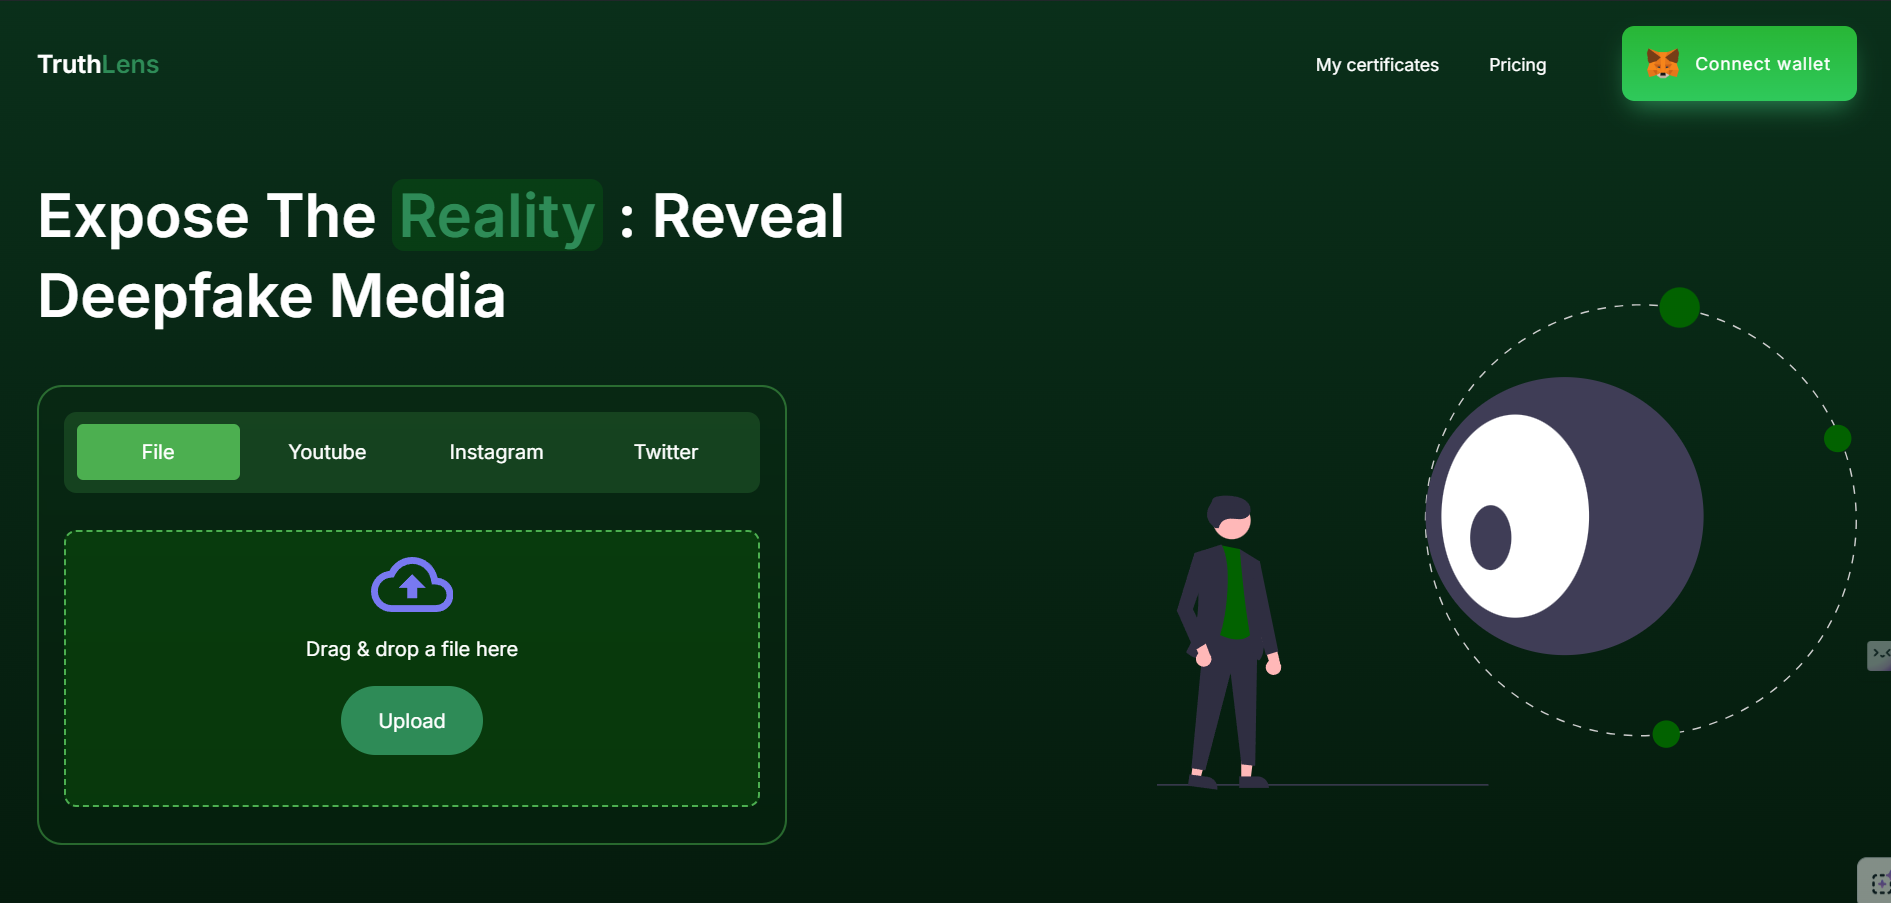 TruthLens
My certificates
Pricing
Connect wallet
Expose The Reality : Reveal
Deepfake Media
File
Youtube
Instagram
Twitter
Drag & drop a file here
Upload